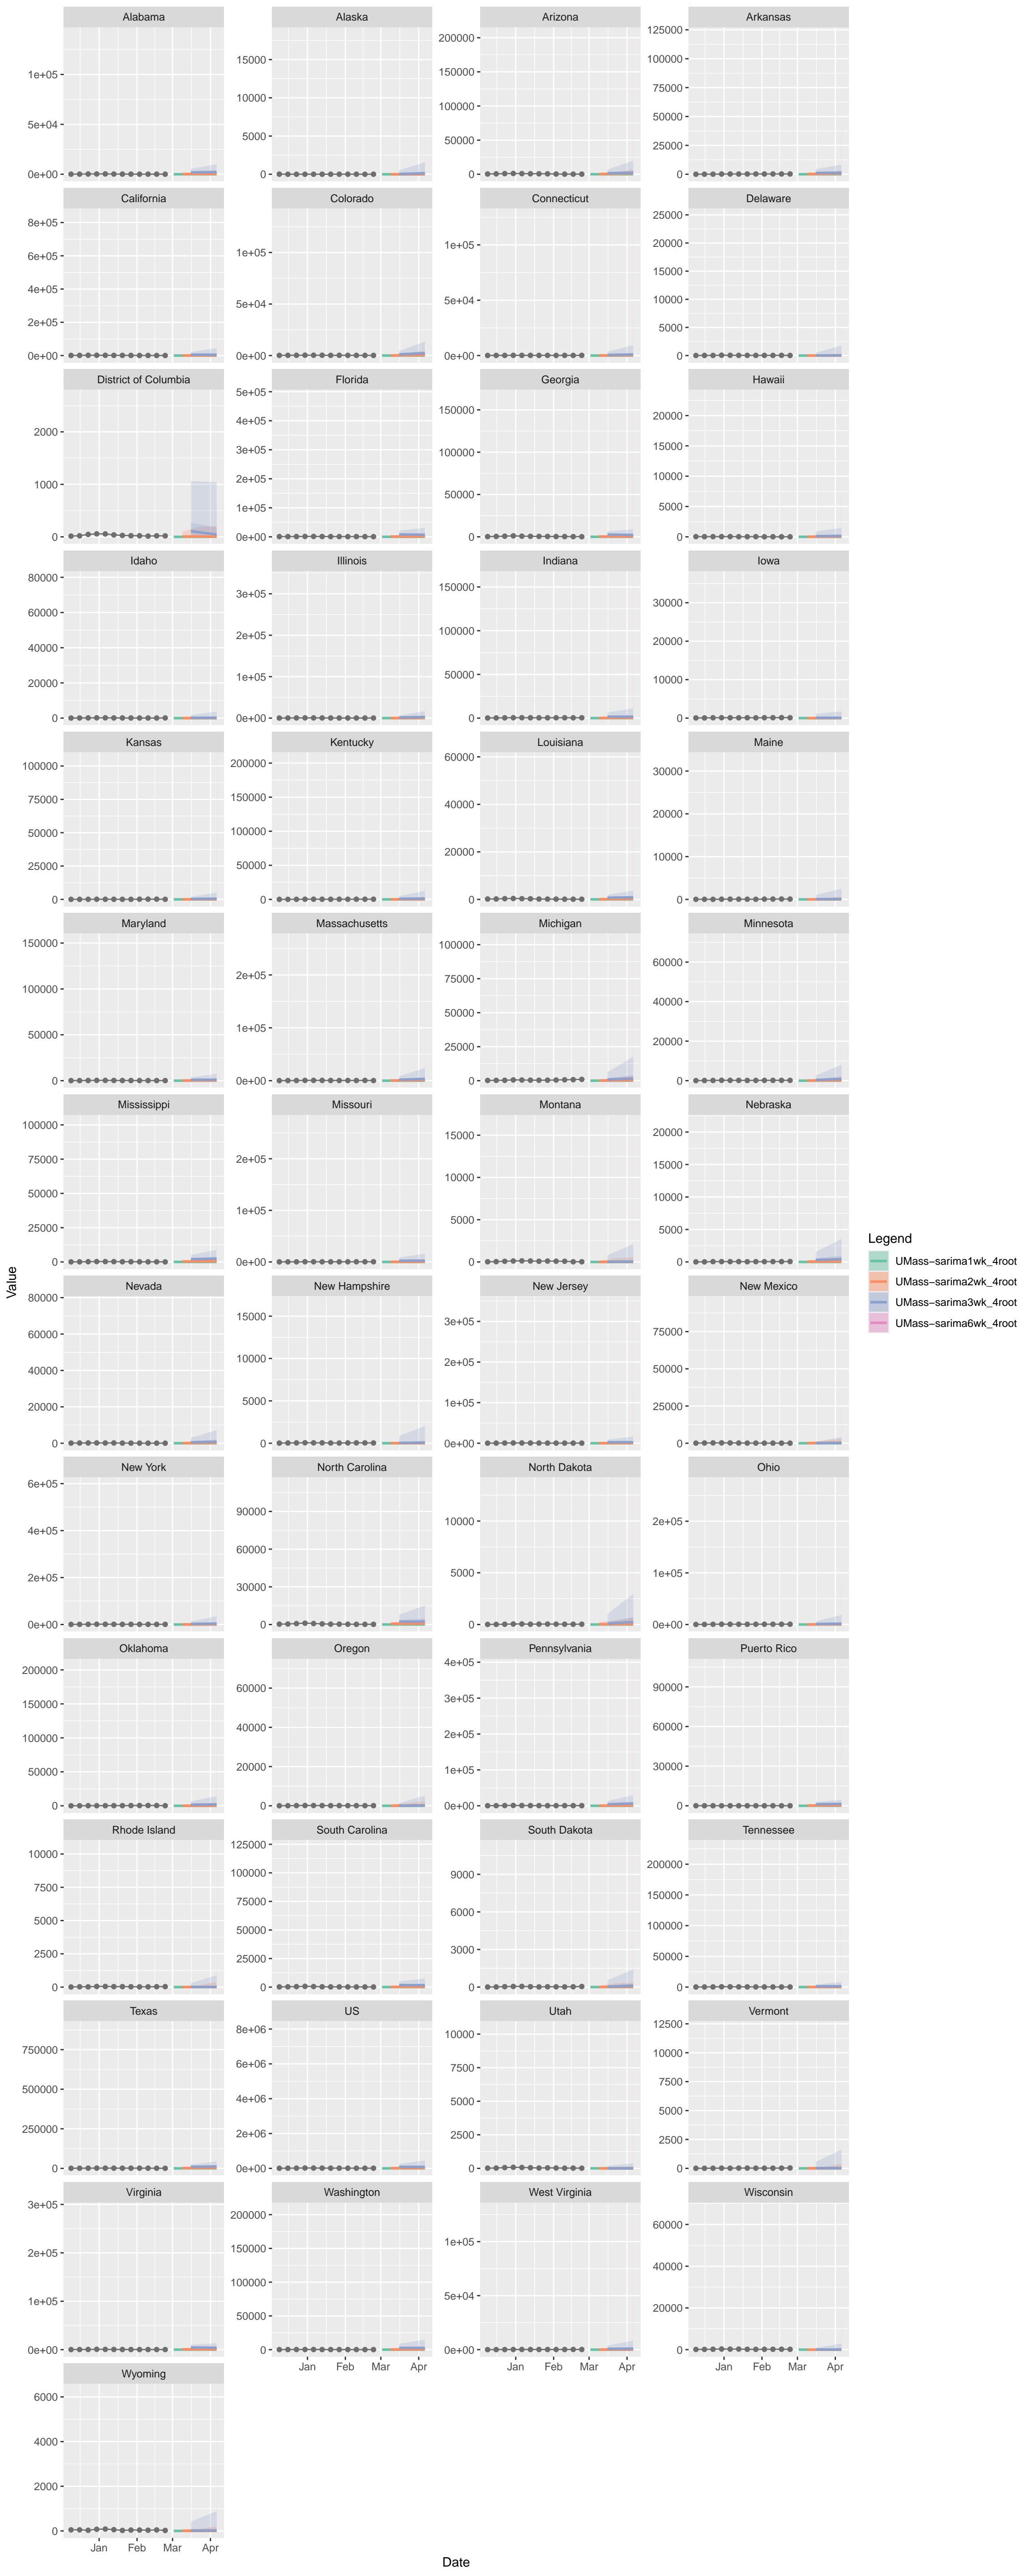 Alabama Alaska Arizona Arkansas
1e+05
5e+04
0e+00
15000
10000
5000
0
200000
150000
100000
50000
0
125000
100000
75000
50000
25000
0
California Colorado Connecticut Delaware
8e+05
6e+05
4e+05
2e+05
0e+00
1e+05
5e+04
0e+00
1e+05
5e+04
0e+00
25000
20000
15000
10000
5000
0
District of Columbia Florida Georgia Hawaii
2000
1000
0
5e+05
4e+05
3e+05
2e+05
1e+05
0e+00
150000
100000
50000
0
20000
15000
10000
5000
0
Idaho Illinois Indiana Iowa
80000
60000
40000
20000
0
3e+05
2e+05
1e+05
0e+00
150000
100000
50000
0
30000
20000
10000
0
Kansas Kentucky Louisiana Maine
100000
75000
50000
25000
0
200000
150000
100000
50000
0
60000
40000
20000
0
30000
20000
10000
0
Maryland Massachusetts Michigan Minnesota
150000
100000
50000
0
2e+05
1e+05
0e+00
100000
75000
50000
25000
0
60000
40000
20000
0
Mississippi Missouri Montana Nebraska
100000
75000
50000
25000
0
2e+05
1e+05
0e+00
15000
10000
5000
0
20000
15000
10000
5000
0
Nevada New Hampshire New Jersey New Mexico
80000
60000
40000
20000
0
15000
10000
5000
0
3e+05
2e+05
1e+05
0e+00
75000
50000
25000
0
New York North Carolina North Dakota Ohio
6e+05
4e+05
2e+05
0e+00
90000
60000
30000
0
10000
5000
0
2e+05
1e+05
0e+00
Oklahoma Oregon Pennsylvania Puerto Rico
200000
150000
100000
50000
0
60000
40000
20000
0
4e+05
3e+05
2e+05
1e+05
0e+00
90000
60000
30000
0
Rhode Island South Carolina South Dakota Tennessee
10000
7500
5000
2500
0
125000
100000
75000
50000
25000
0
9000
6000
3000
0
200000
150000
100000
50000
0
Texas US Utah Vermont
750000
500000
250000
0
8e+06
6e+06
4e+06
2e+06
0e+00
10000
7500
5000
2500
0
12500
10000
7500
5000
2500
0
Virginia Washington West Virginia Wisconsin
3e+05
2e+05
1e+05
0e+00
200000
150000
100000
50000
0
1e+05
5e+04
0e+00
60000
40000
20000
0
Jan Feb Mar Apr Jan Feb Mar Apr Jan Feb Mar Apr
Wyoming
6000
4000
2000
0
Jan Feb Mar Apr
Date
Value
Legend
UMass−sarima1wk_4root
UMass−sarima2wk_4root
UMass−sarima3wk_4root
UMass−sarima6wk_4root